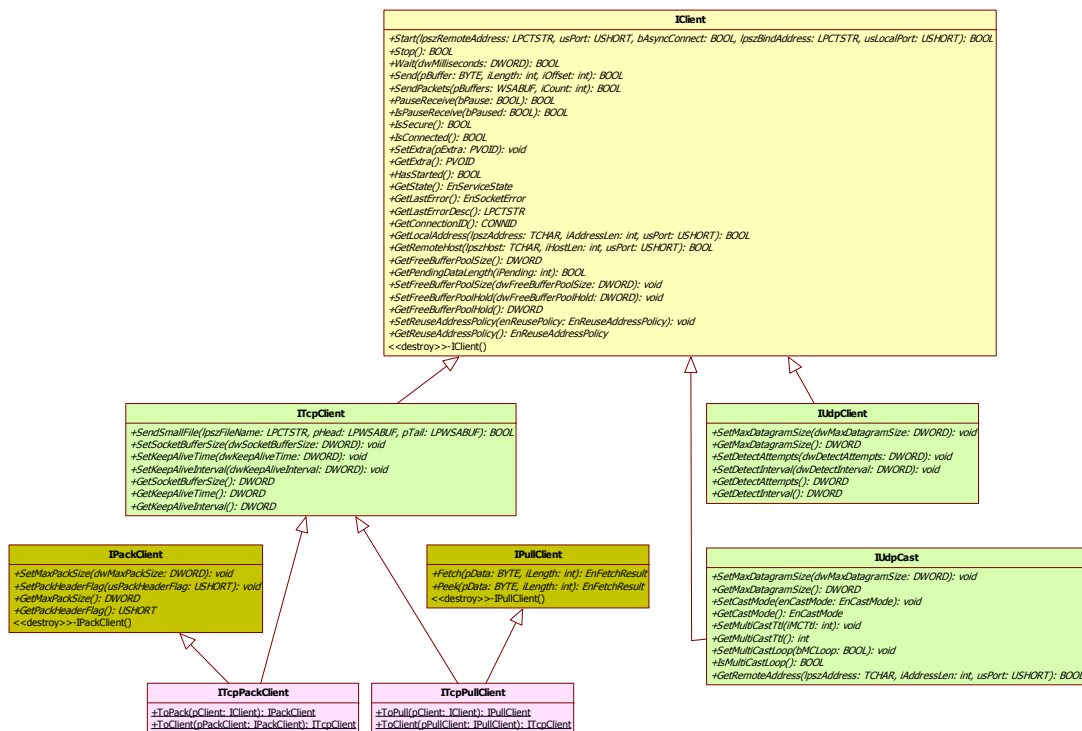 IClient
+Start(lpszRemoteAddress: LPCTSTR, usPort: USHORT, bAsyncConnect: BOOL, lpszBindAddress: LPCTSTR, usLocalPort: USHORT): BOOL
+Stop(): BOOL
+Wait(dwMilliseconds: DWORD): BOOL
+Send(pBuffer: BYTE, iLength: int, iOffset: int): BOOL
+SendPackets(pBuffers: WSABUF, iCount: int): BOOL
+PauseReceive(bPause: BOOL): BOOL
+IsPauseReceive(bPaused: BOOL): BOOL
+IsSecure(): BOOL
+IsConnected(): BOOL
+SetExtra(pExtra: PVOID): void
+GetExtra(): PVOID
+HasStarted(): BOOL
+GetState(): EnServiceState
+GetLastError(): EnSocketError
+GetLastErrorDesc(): LPCTSTR
+GetConnectionID(): CONNID
+GetLocalAddress(lpszAddress: TCHAR, iAddressLen: int, usPort: USHORT): BOOL
+GetRemoteHost(lpszHost: TCHAR, iHostLen: int, usPort: USHORT): BOOL
+GetFreeBufferPoolSize(): DWORD
+GetPendingDataLength(iPending: int): BOOL
+SetFreeBufferPoolSize(dwFreeBufferPoolSize: DWORD): void
+SetFreeBufferPoolHold(dwFreeBufferPoolHold: DWORD): void
+GetFreeBufferPoolHold(): DWORD
+SetReuseAddressPolicy(enReusePolicy: EnReuseAddressPolicy): void
+GetReuseAddressPolicy(): EnReuseAddressPolicy
<<destroy>>-IClient()
ITcpClient
+SendSmallFile(lpszFileName: LPCTSTR, pHead: LPWSABUF, pTail: LPWSABUF): BOOL
+SetSocketBufferSize(dwSocketBufferSize: DWORD): void
+SetKeepAliveTime(dwKeepAliveTime: DWORD): void
+SetKeepAliveInterval(dwKeepAliveInterval: DWORD): void
+GetSocketBufferSize(): DWORD
+GetKeepAliveTime(): DWORD
+GetKeepAliveInterval(): DWORD
IUdpClient
+SetMaxDatagramSize(dwMaxDatagramSize: DWORD): void
+GetMaxDatagramSize(): DWORD
+SetDetectAttempts(dwDetectAttempts: DWORD): void
+SetDetectInterval(dwDetectInterval: DWORD): void
+GetDetectAttempts(): DWORD
+GetDetectInterval(): DWORD
IPackClient
+SetMaxPackSize(dwMaxPackSize: DWORD): void
+SetPackHeaderFlag(usPackHeaderFlag: USHORT): void
+GetMaxPackSize(): DWORD
+GetPackHeaderFlag(): USHORT
<<destroy>>-IPackClient()
IPullClient
+Fetch(pData: BYTE, iLength: int): EnFetchResult
+Peek(pData: BYTE, iLength: int): EnFetchResult
<<destroy>>-IPullClient()
IUdpCast
+SetMaxDatagramSize(dwMaxDatagramSize: DWORD): void
+GetMaxDatagramSize(): DWORD
+SetCastMode(enCastMode: EnCastMode): void
+GetCastMode(): EnCastMode
+SetMultiCastTtl(iMCTtl: int): void
+GetMultiCastTtl(): int
+SetMultiCastLoop(bMCLoop: BOOL): void
+IsMultiCastLoop(): BOOL
+GetRemoteAddress(lpszAddress: TCHAR, iAddressLen: int, usPort: USHORT): BOOL
ITcpPackClient
+ToPack(pClient: IClient): IPackClient
+ToClient(pPackClient: IPackClient): ITcpClient
ITcpPullClient
+ToPull(pClient: IClient): IPullClient
+ToClient(pPullClient: IPullClient): ITcpClient